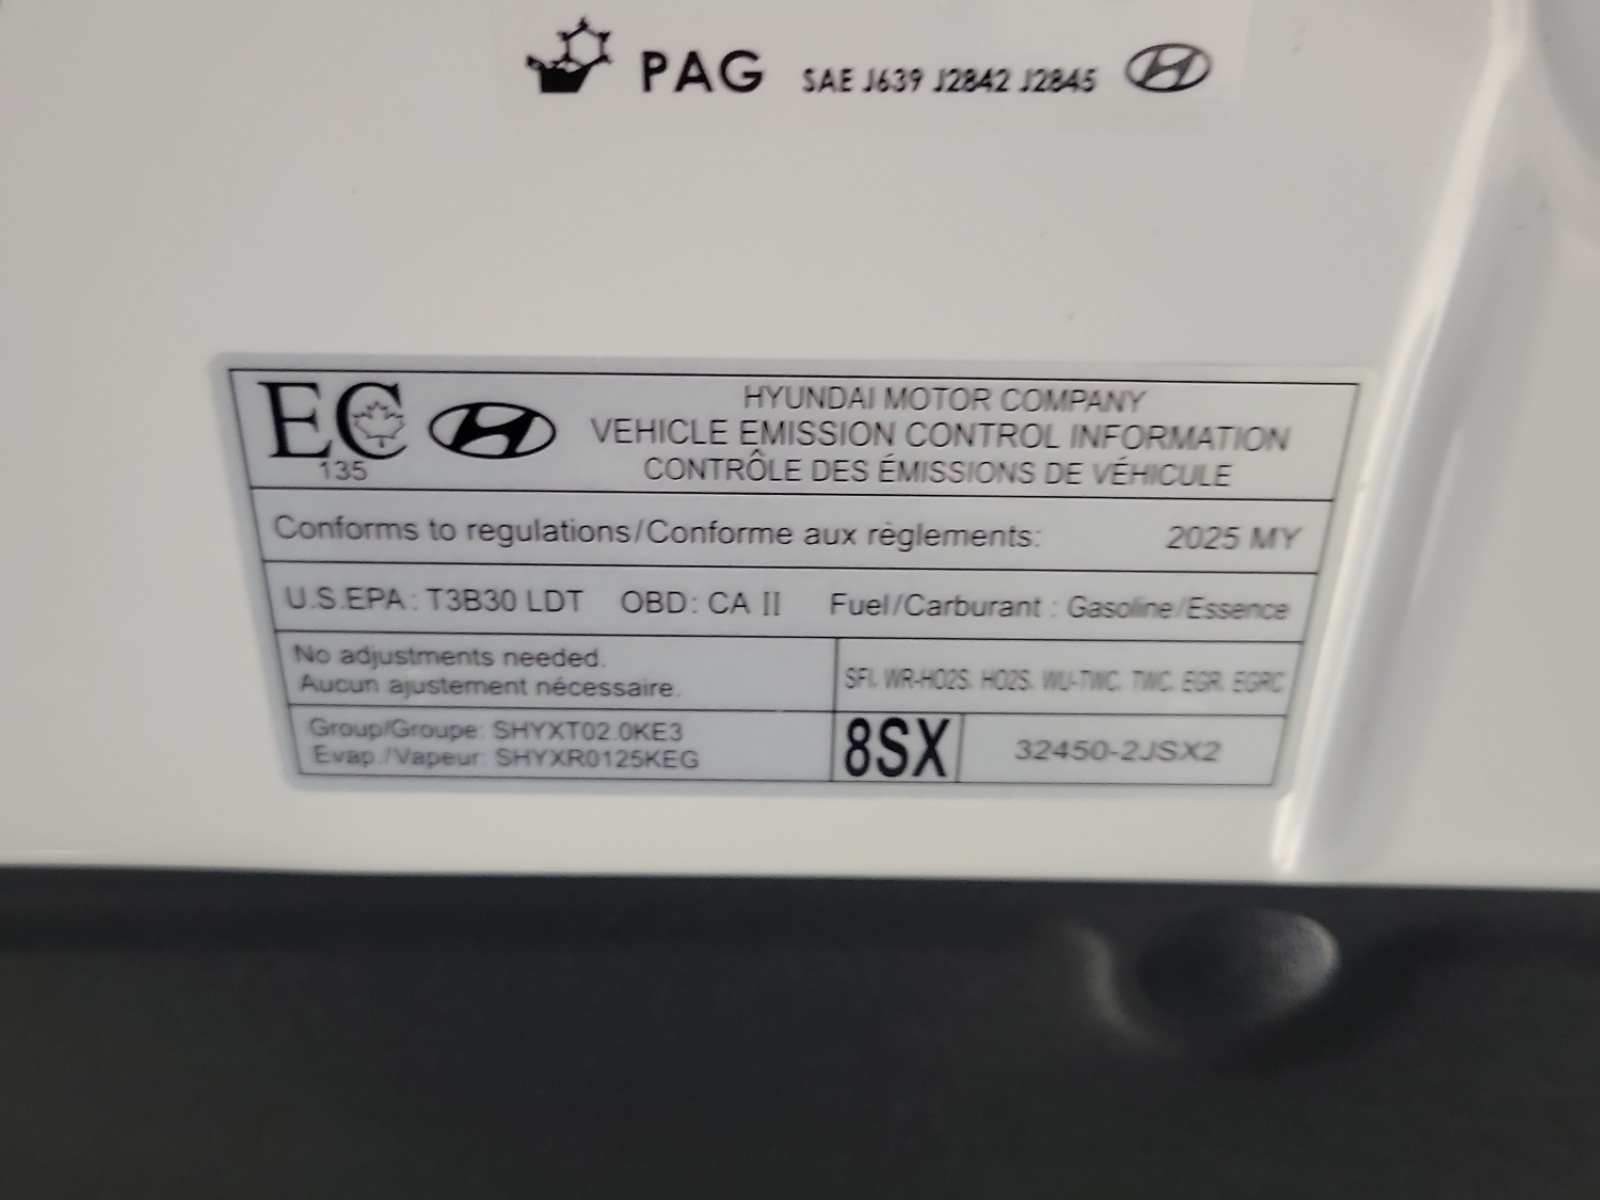 PAG SAE J639 J2842 J2845
EC
135
HYUNDAI MOTOR COMPANY
VEHICLE EMISSION CONTROL INFORMATION
CONTRÔLE DES ÉMISSIONS DE VÉHICULE
Conforms to regulations/Conforme aux règlements: 2025 MY
U.S.EPA : T3B30 LDT OBD: CA II Fuel/Carburant : Gasoline/Essence
No adjustments needed.
Aucun ajustement nécessaire.
SFI, WR-HO2S, HO2S, WU-TWC, TWC, EGR, EGRC
Group/Groupe: SHYXT02.0KE3
Evap./Vapeur: SHYXR0125KEG
8SX
32450-2JSX2